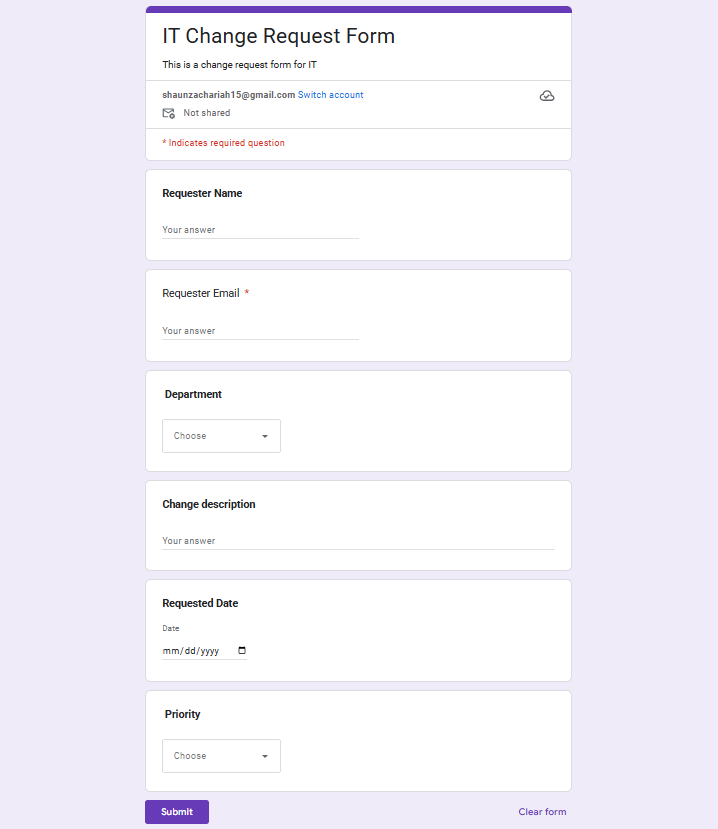 IT Change Request Form
This is a change request form for IT
shaunzachariah15@gmail.com Switch account
Not shared
* Indicates required question
Requester Name
Your answer
Requester Email *
Your answer
Department
Choose
Change description
Your answer
Requested Date
Date
mm/dd/yyyy
Priority
Choose
Submit Clear form